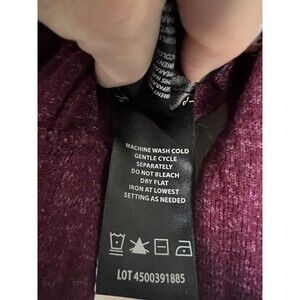 MACHINE WASH COLD
GENTLE CYCLE
SEPARATELY
DO NOT BLEACH
DRY FLAT
IRON AT LOWEST
SETTING AS NEEDED
LOT 4500391885